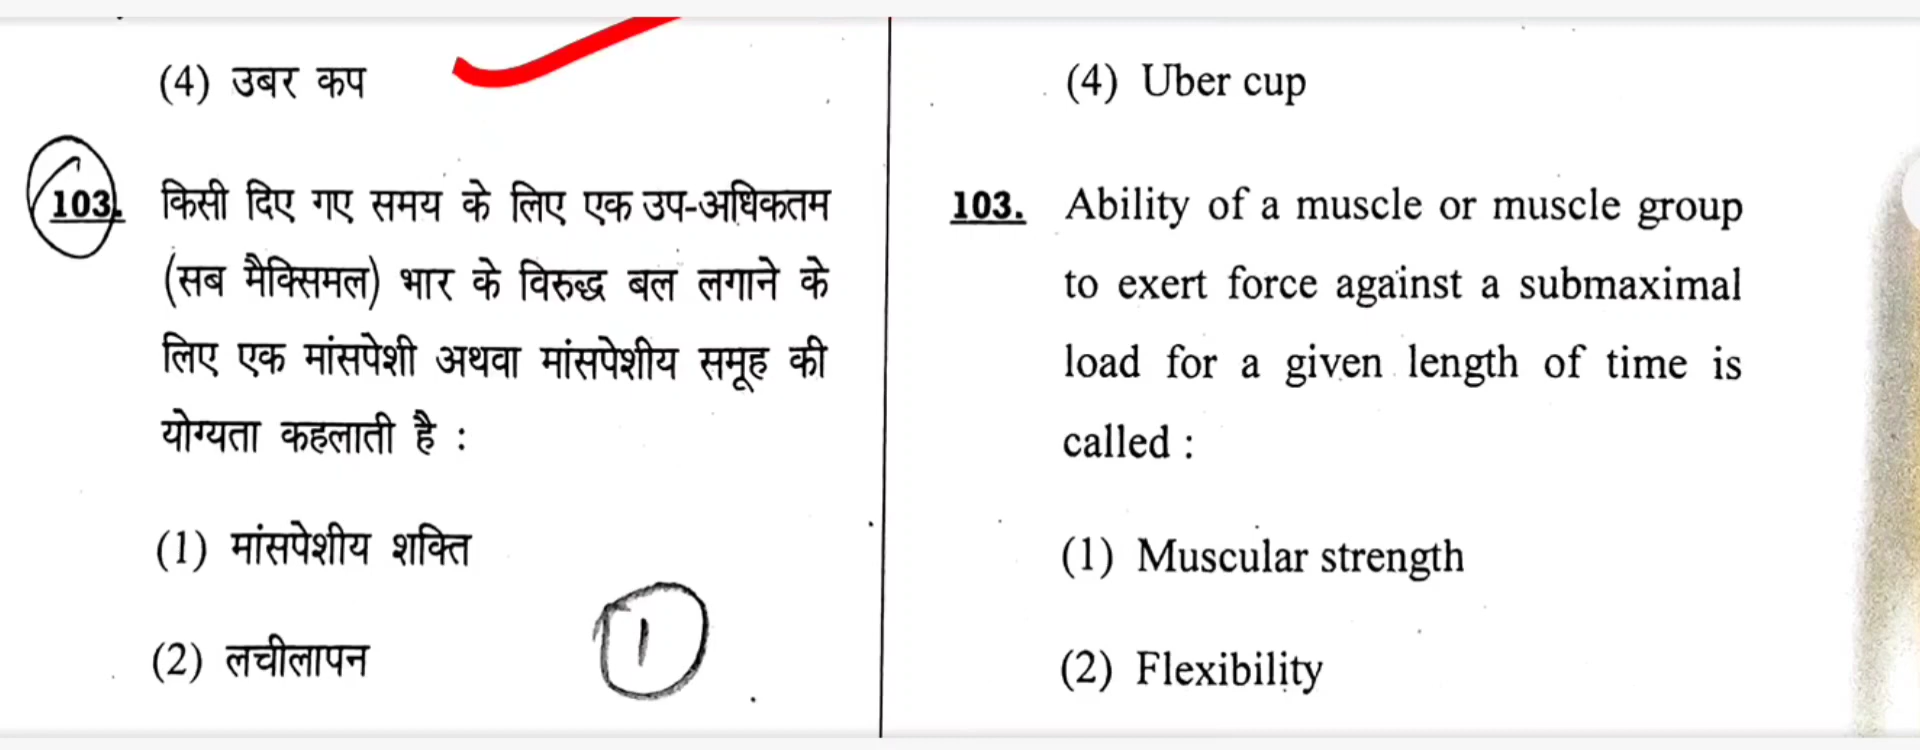 (4) उबर कप
103. किसी दिए गए समय के लिए एक उप-अधिकतम
(सब मैक्सिमल) भार के विरुद्ध बल लगाने के
लिए एक मांसपेशी अथवा मांसपेशीय समूह की
योग्यता कहलाती है :
(1) मांसपेशीय शक्ति
(2) लचीलापन
1
(4) Uber cup
103. Ability of a muscle or muscle group
to exert force against a submaximal
load for a given length of time is
called :
(1) Muscular strength
(2) Flexibility